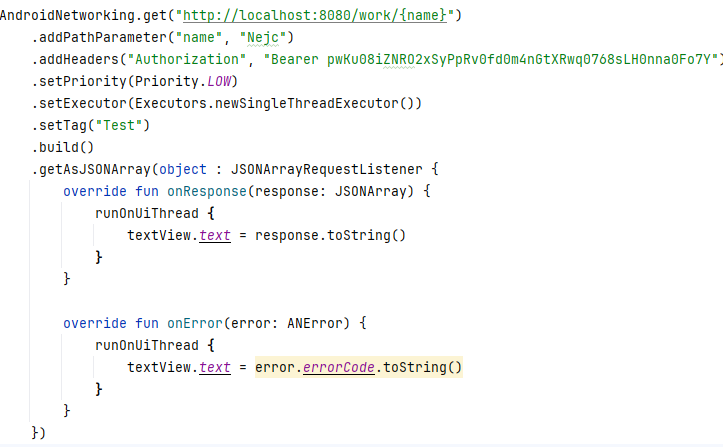 AndroidNetworking.get("http://localhost:8080/work/{name}")
.addPathParameter("name", "Nejc")
.addHeaders("Authorization", "Bearer pwKu08iZNRO2xSyPpRv0fd0m4nGtXRwq0768sLH0nna0Fo7Y")
.setPriority(Priority.LOW)
.setExecutor(Executors.newSingleThreadExecutor())
.setTag("Test")
.build()
.getAsJSONArray(object : JSONArrayRequestListener {
override fun onResponse(response: JSONArray) {
runOnUiThread {
textView.text = response.toString()
}
}
override fun onError(error: ANError) {
runOnUiThread {
textView.text = error.errorCode.toString()
}
}
})